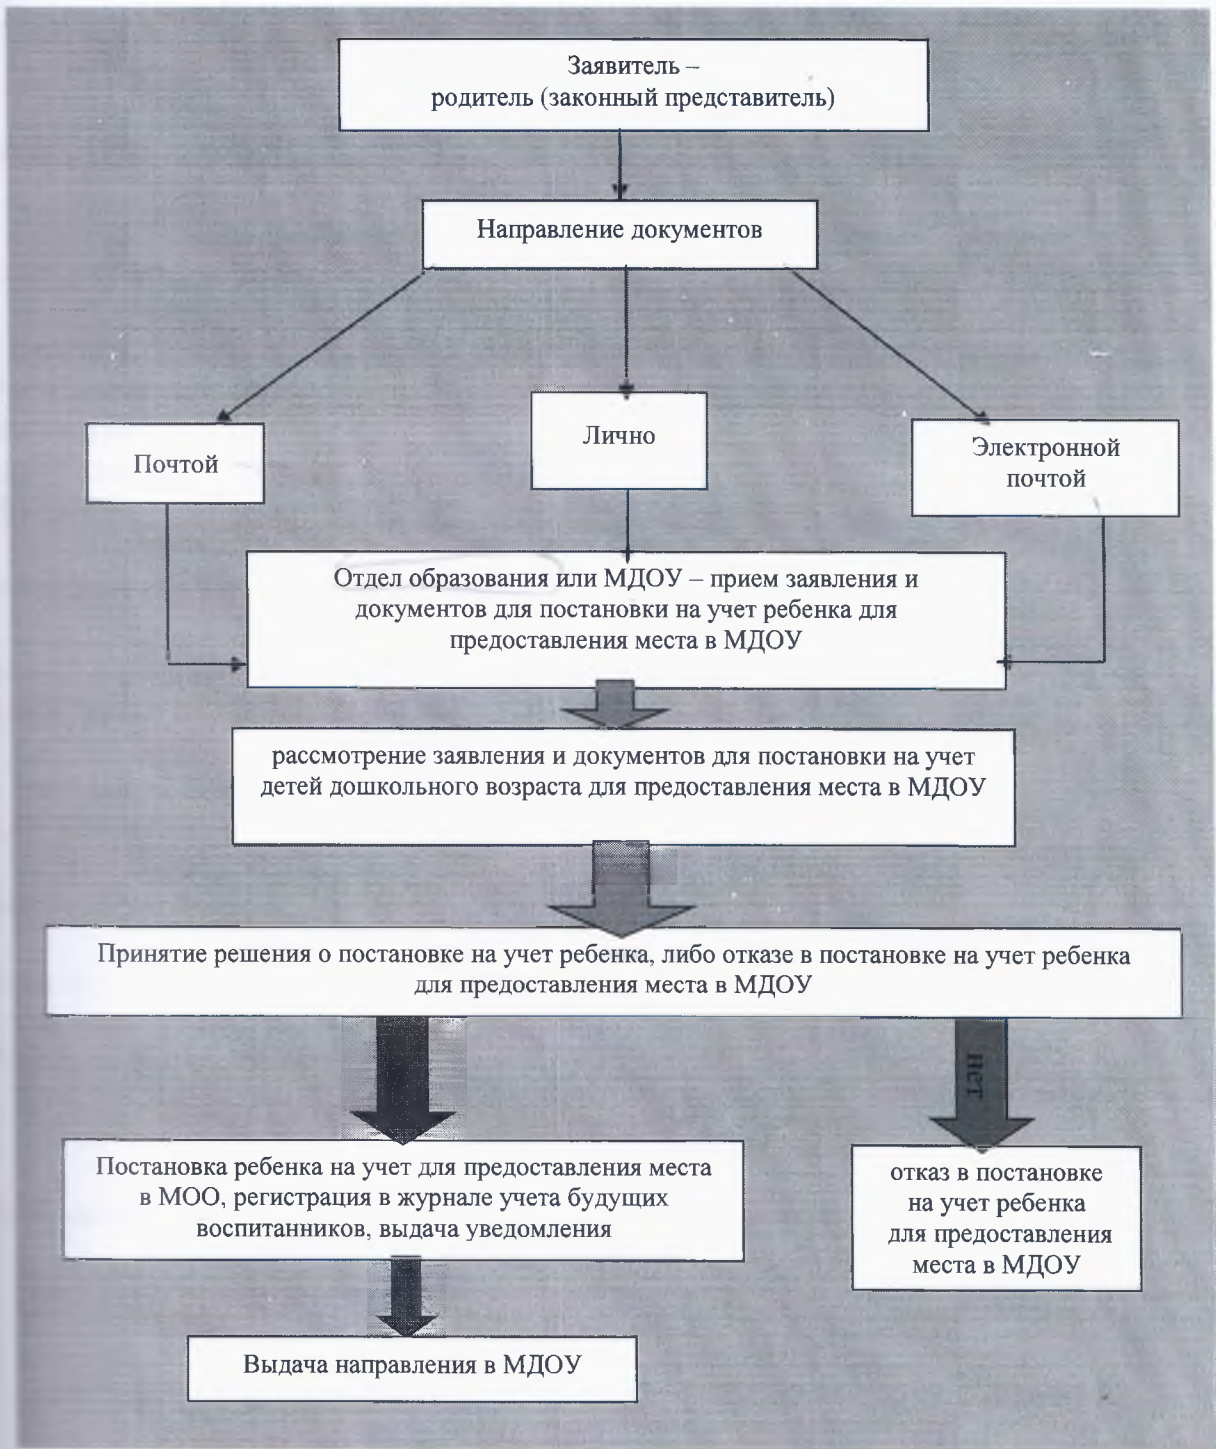 Заявитель –
родитель (законный представитель)
Направление документов
Почтой
Лично
Электронной
почтой
Отдел образования или МДОУ – прием заявления и
документов для постановки на учет ребенка для
предоставления места в МДОУ
рассмотрение заявления и документов для постановки на учет
детей дошкольного возраста для предоставления места в МДОУ
Принятие решения о постановке на учет ребенка, либо отказе в постановке на учет ребенка
для предоставления места в МДОУ
нет
Постановка ребенка на учет для предоставления места
в МОО, регистрация в журнале учета будущих
воспитанников, выдача уведомления
отказ в постановке
на учет ребенка
для предоставления
места в МДОУ
Выдача направления в МДОУ